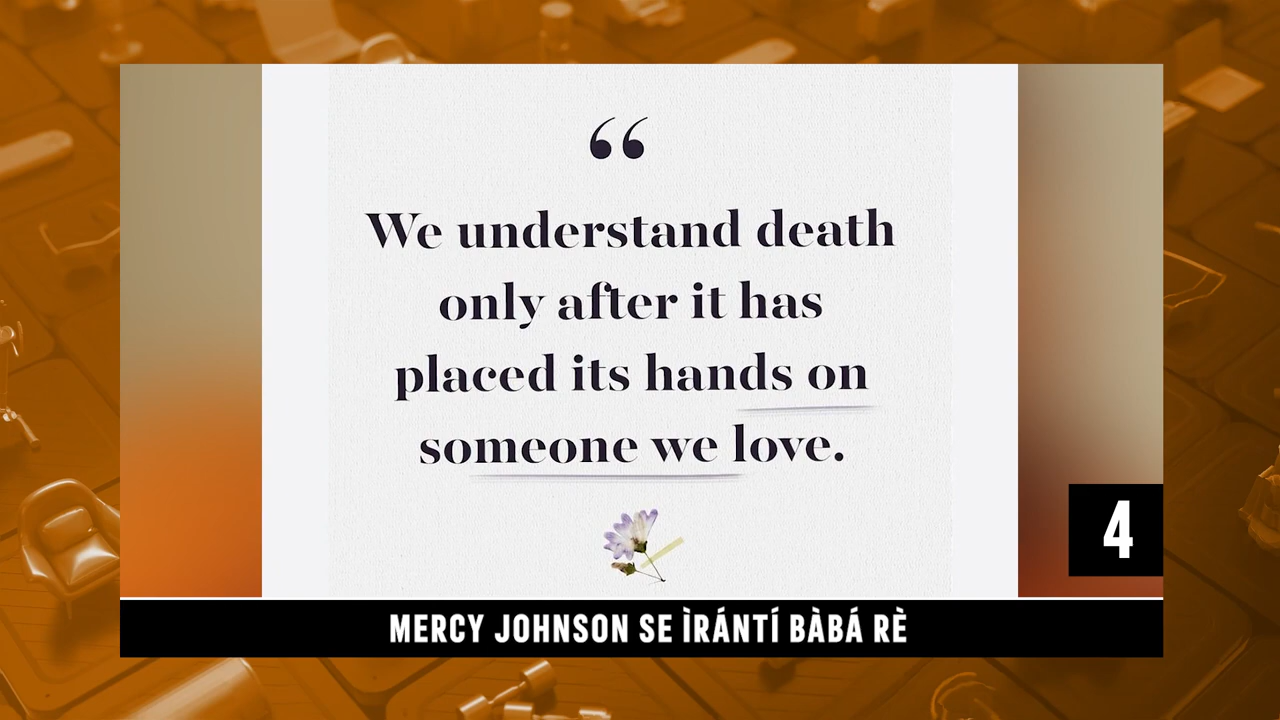 “
We understand death
only after it has
placed its hands on
someone we love.
4
MERCY JOHNSON SE ÌRÁNTÍ BÀBÁ RÈ